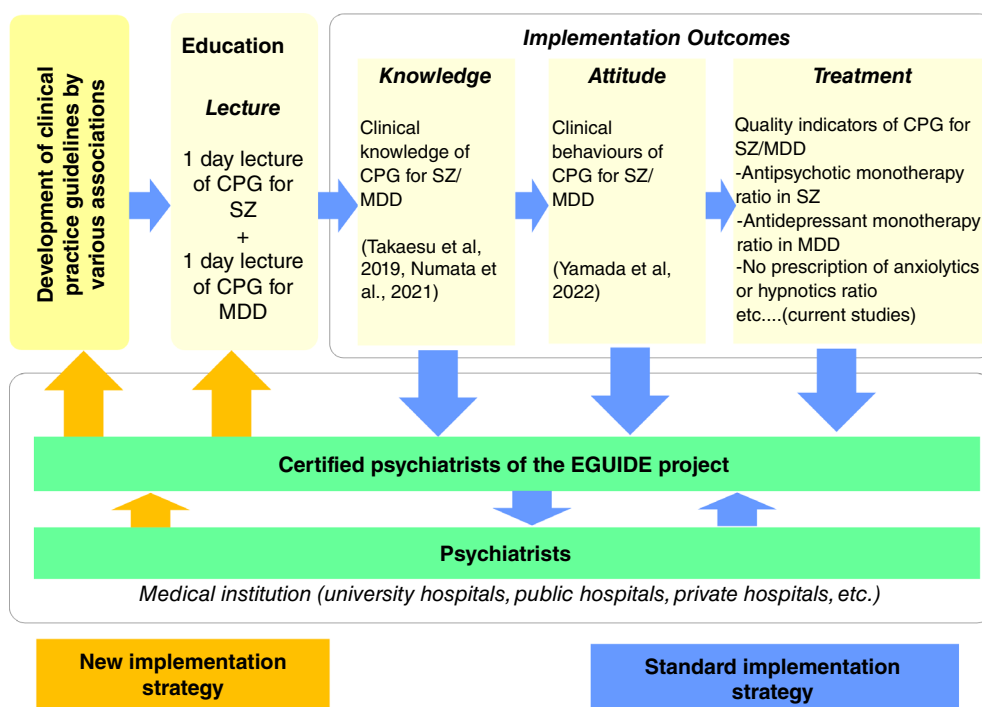 Development of clinical
practice guidelines by
various associations
Education
Lecture
1 day lecture
of CPG for
SZ
+
1 day lecture
of CPG for
MDD
Implementation Outcomes
Knowledge
Clinical
knowledge of
CPG for SZ/
MDD
(Takaesu et al,
2019, Numata et
al., 2021)
Attitude
Clinical
behaviours of
CPG for SZ/
MDD
(Yamada et al,
2022)
Treatment
Quality indicators of CPG for
SZ/MDD
-Antipsychotic monotherapy
ratio in SZ
-Antidepressant monotherapy
ratio in MDD
-No prescription of anxiolytics
or hypnotics ratio
etc....(current studies)
Certified psychiatrists of the EGUIDE project
Psychiatrists
Medical institution (university hospitals, public hospitals, private hospitals, etc.)
New implementation
strategy
Standard implementation
strategy